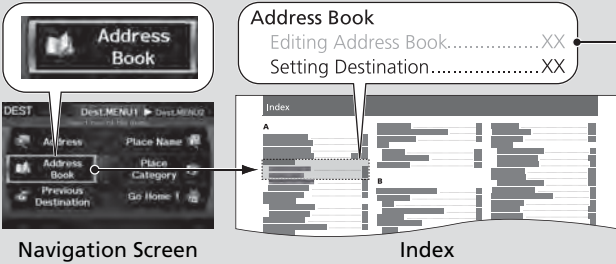 Address
Book
Address Book
Editing Address Book................XX
Setting Destination....................XX
DEST
Dest.MENU1 ▶ Dest.MENU2
Address
Place Name
Address
Book
Place
Category
Previous
Destination
Go Home 1
Index
A
B
Navigation Screen
Index